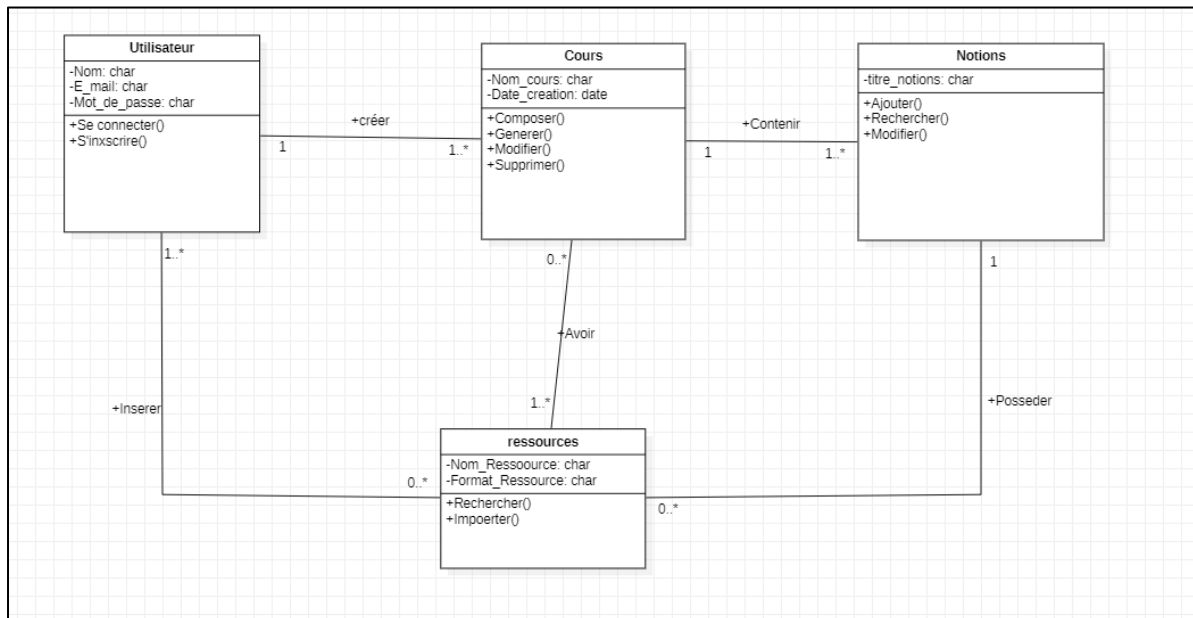 Utilisateur
-Nom: char
-E_mail: char
-Mot_de_passe: char
+Se connecter()
+S'inxscrire()
+créer
1
1..*
Cours
-Nom_cours: char
-Date_creation: date
+Composer()
+Generer()
+Modifier()
+Supprimer()
+Contenir
1
1..*
Notions
-titre_notions: char
+Ajouter()
+Rechercher()
+Modifier()
1..*
0..*
1
+Avoir
+Inserer
1..*
+Posseder
ressources
-Nom_Ressoource: char
-Format_Ressource: char
+Rechercher()
+Impoerter()
0..*
0..*